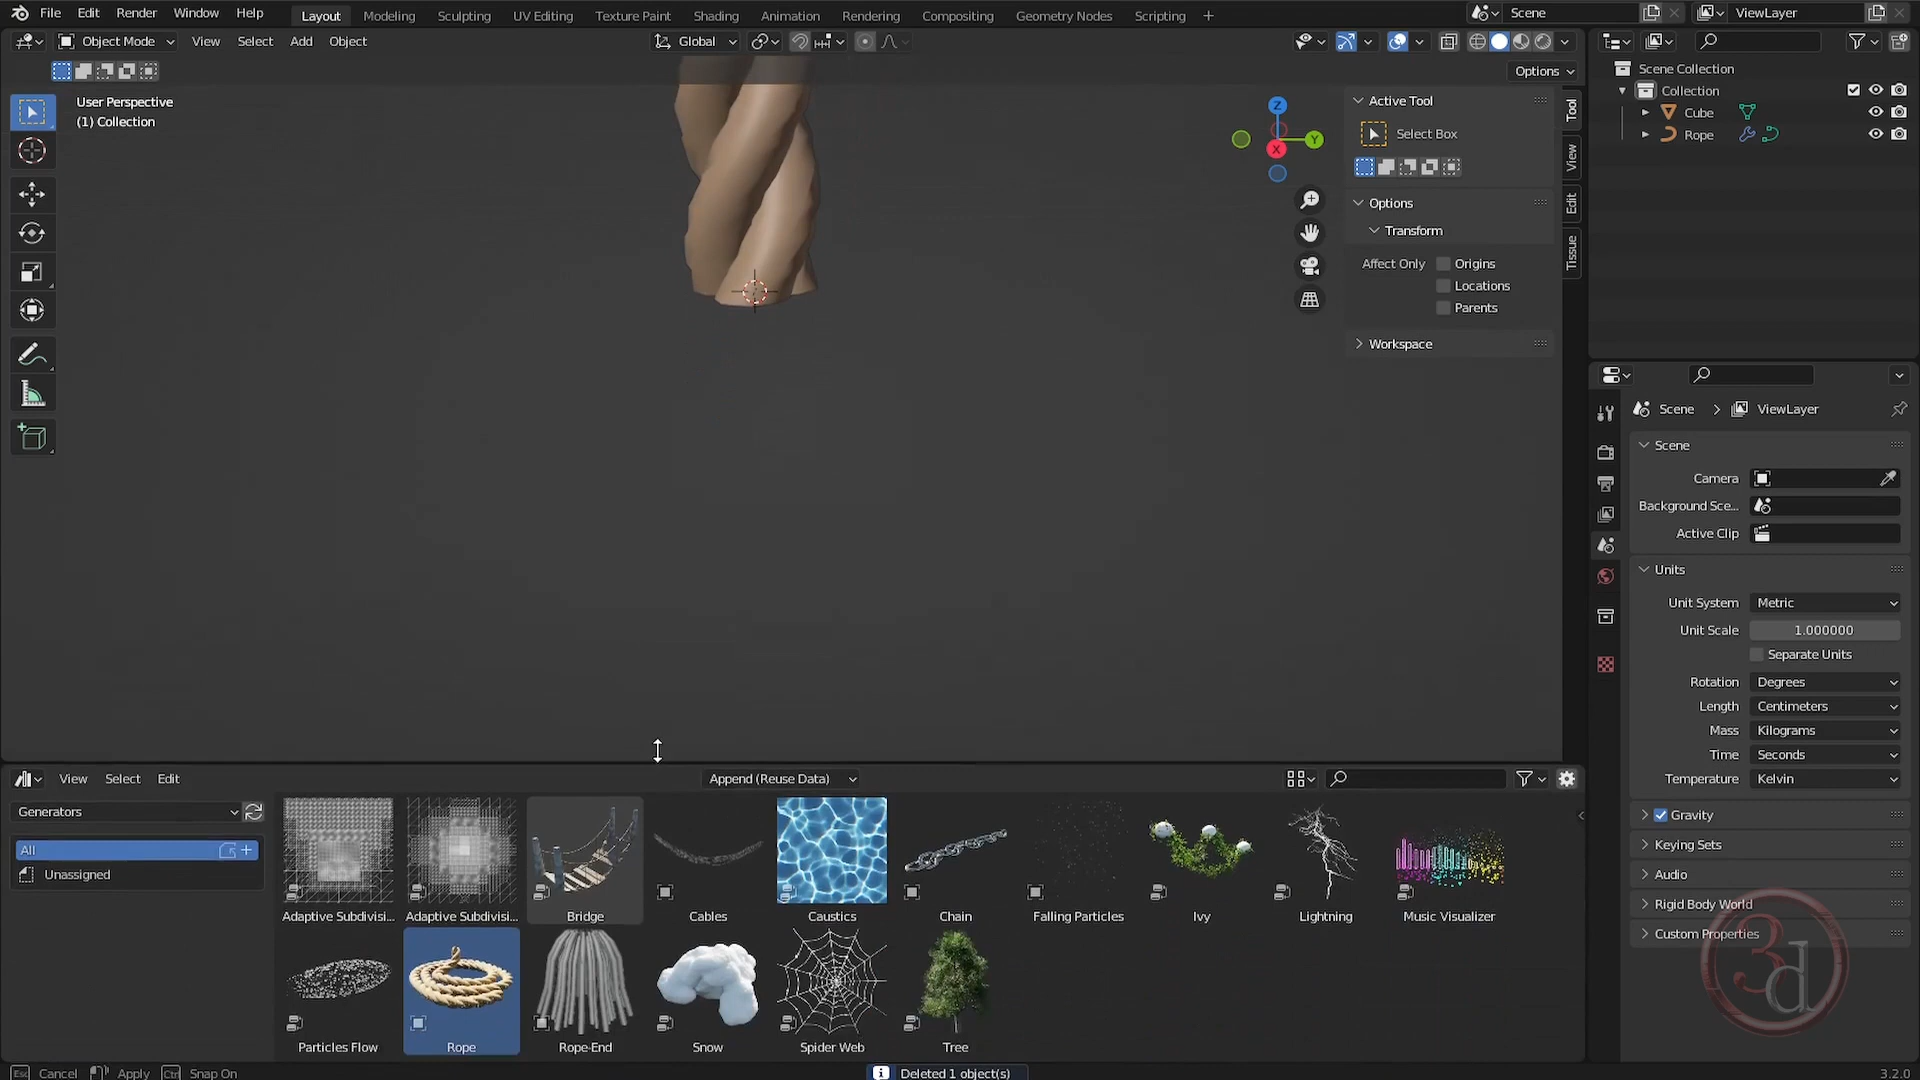 File Edit Render Window Help
Layout Modeling Sculpting UV Editing Texture Paint Shading Animation Rendering Compositing Geometry Nodes Scripting +
Scene
ViewLayer
Object Mode View Select Add Object
Global
Options
User Perspective
(1) Collection
Z
Y
X
Active Tool
Select Box
Options
Transform
Affect Only Origins
Locations
Parents
Workspace
Tool
View
Edit
Tissue
Scene Collection
Collection
Cube
Rope
Scene > ViewLayer
Scene
Camera
Background Sce...
Active Clip
Units
Unit System Metric
Unit Scale 1.000000
Separate Units
Rotation Degrees
Length Centimeters
Mass Kilograms
Time Seconds
Temperature Kelvin
Gravity
Keying Sets
Audio
Rigid Body World
Custom Properties
3d
View Select Edit
Append (Reuse Data)
Generators
All
Unassigned
Adaptive Subdivisi... Adaptive Subdivisi... Bridge Cables Caustics Chain Falling Particles Ivy Lightning Music Visualizer
Particles Flow Rope Rope-End Snow Spider Web Tree
Esc Cancel Apply Ctrl Snap On
Deleted 1 object(s)
3.2.0